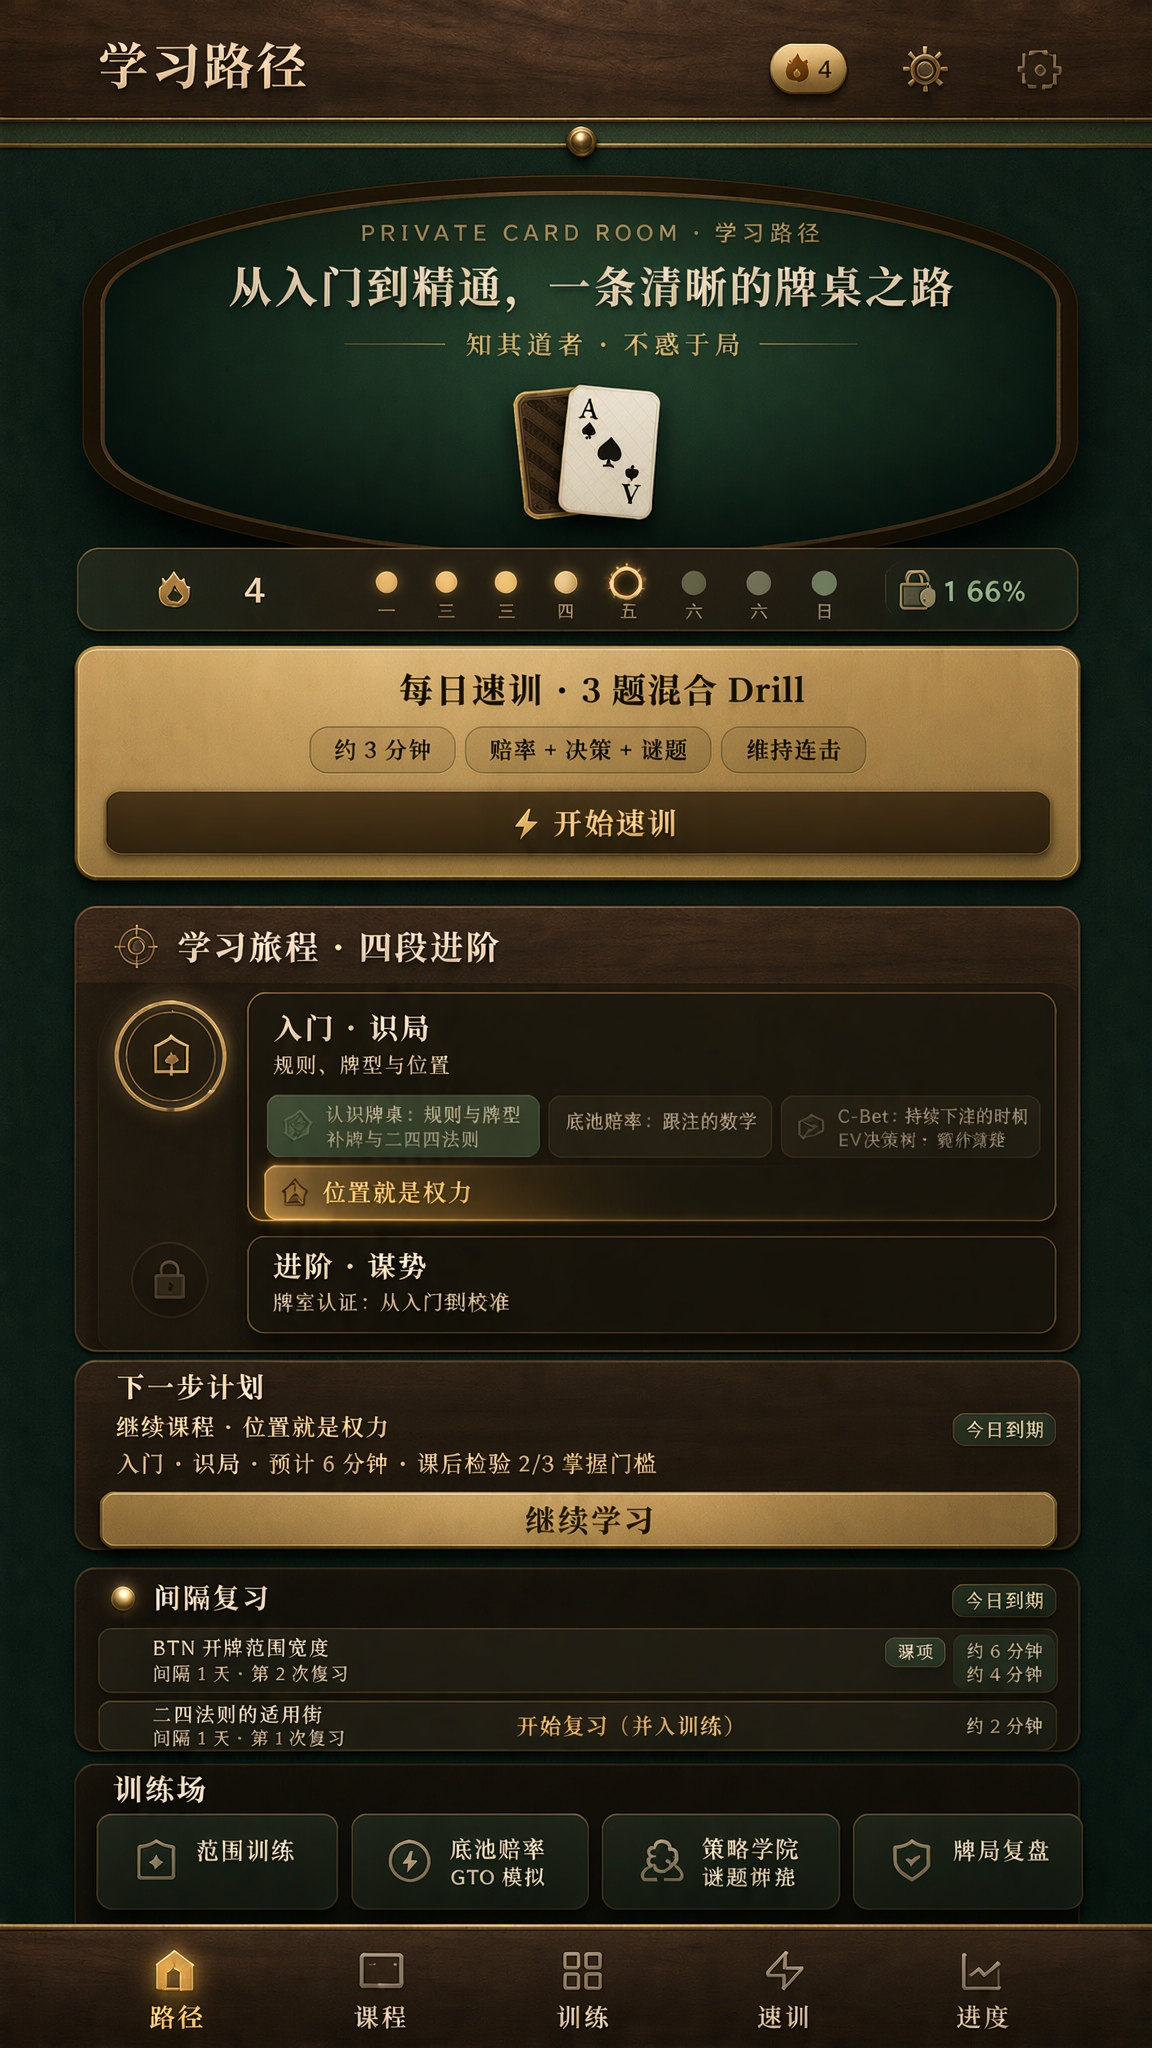 学习路径
4
PRIVATE CARD ROOM · 学习路径
从入门到精通，一条清晰的牌桌之路
知其道者 · 不惑于局
A
A
4
一 三 三 四 五 六 六 日
1 66%
每日速训 · 3 题混合 Drill
约 3 分钟
赔率 + 决策 + 谜题
维持连击
开始速训
学习旅程 · 四段进阶
入门 · 识局
规则、牌型与位置
认识牌桌：规则与牌型
补牌与二四四法则
底池赔率：跟注的数学
C-Bet：持续下注的时
EV决策树 ·
位置就是权力
进阶 · 谋势
牌室认证：从入门到校准
下一步计划
继续课程 · 位置就是权力
今日到期
入门 · 识局 · 预计 6 分钟 · 课后检验 2/3 掌握门槛
继续学习
间隔复习
今日到期
BTN 开牌范围宽度
间隔 1 天 · 第 2 次复习
项
约 6 分钟
约 4 分钟
二四法则的适用街
间隔 1 天 · 第 1 次复习
开始复习（并入训练）
约 2 分钟
训练场
范围训练
底池赔率
GTO 模拟
策略学院
谜题
牌局复盘
路径
课程
训练
速训
进度